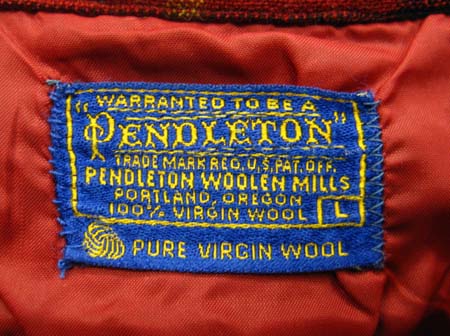 "WARRANTED TO BE A
PENDLETON"
TRADE MARK REG. U.S. PAT. OFF.
PENDLETON WOOLEN MILLS
PORTLAND, OREGON
100% VIRGIN WOOL L
PURE VIRGIN WOOL